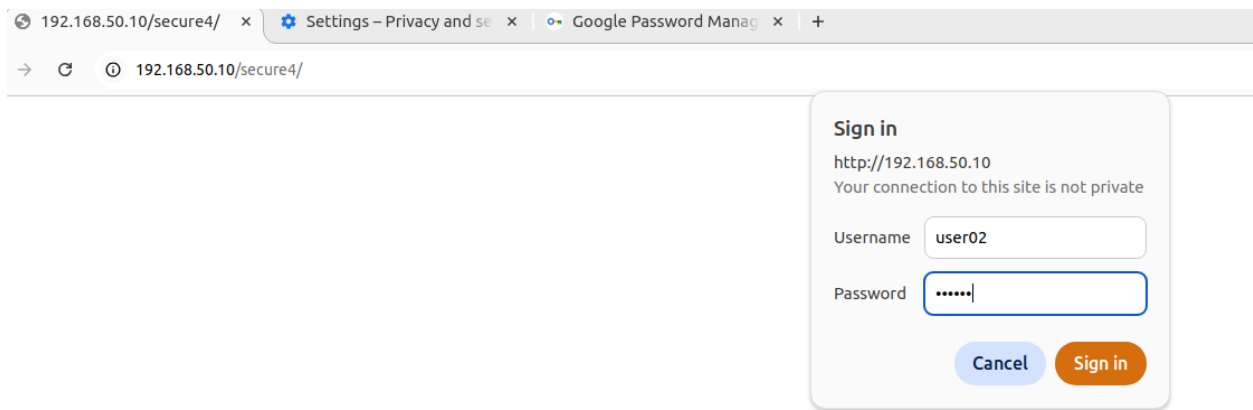 192.168.50.10/secure4/ × Settings – Privacy and se × Google Password Manag × +
192.168.50.10/secure4/
Sign in
http://192.168.50.10
Your connection to this site is not private
Username user02
Password ••••••
Cancel Sign in